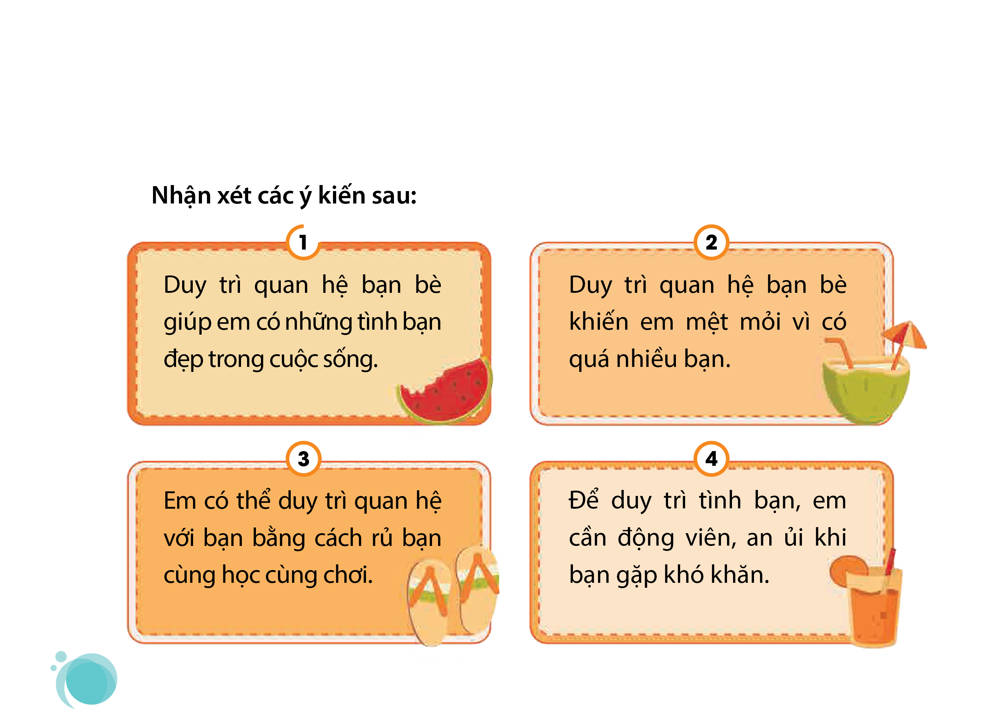 Nhận xét các ý kiến sau:
1
Duy trì quan hệ bạn bè
giúp em có những tình bạn
đẹp trong cuộc sống.
2
Duy trì quan hệ bạn bè
khiến em mệt mỏi vì có
quá nhiều bạn.
3
Em có thể duy trì quan hệ
với bạn bằng cách rủ bạn
cùng học cùng chơi.
4
Để duy trì tình bạn, em
cần động viên, an ủi khi
bạn gặp khó khăn.